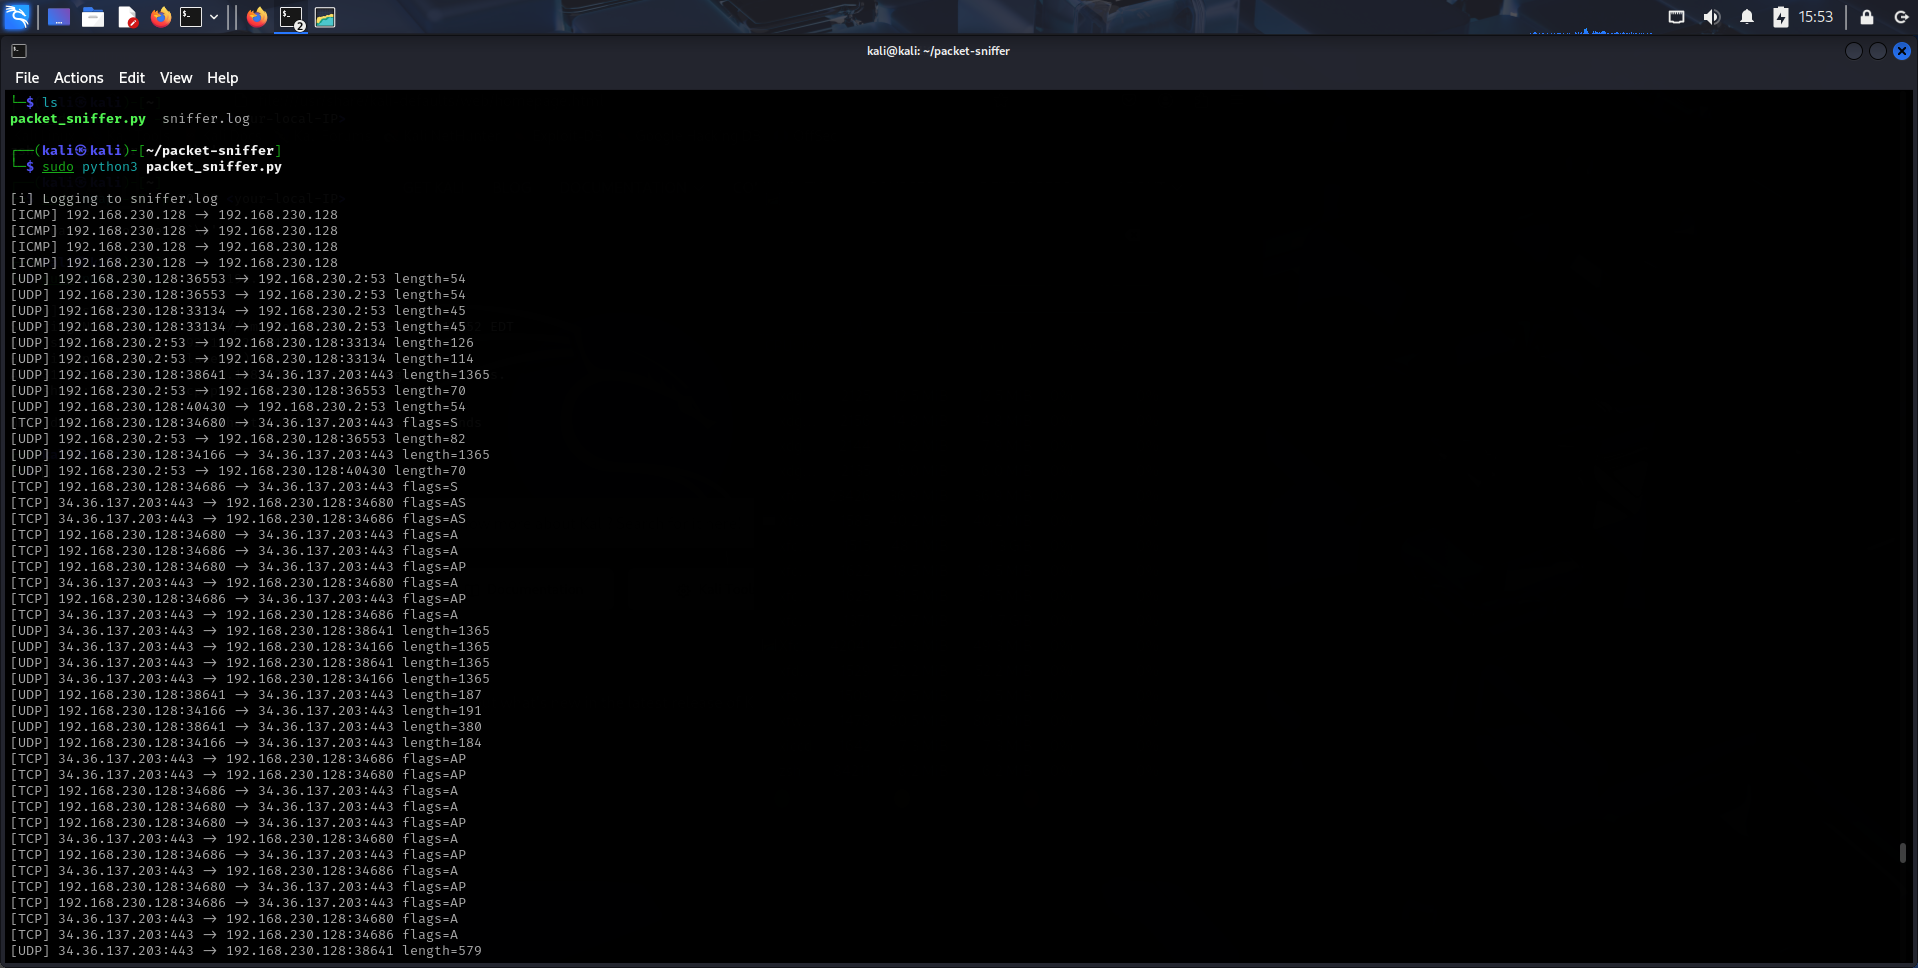 15:53
kali@kali: ~/packet-sniffer
File Actions Edit View Help
└─$ ls
packet_sniffer.py  sniffer.log
┌──(kali㉿kali)-[~/packet-sniffer]
└─$ sudo python3 packet_sniffer.py
[i] Logging to sniffer.log
[ICMP] 192.168.230.128 → 192.168.230.128
[ICMP] 192.168.230.128 → 192.168.230.128
[ICMP] 192.168.230.128 → 192.168.230.128
[ICMP] 192.168.230.128 → 192.168.230.128
[UDP] 192.168.230.128:36553 → 192.168.230.2:53 length=54
[UDP] 192.168.230.128:36553 → 192.168.230.2:53 length=54
[UDP] 192.168.230.128:33134 → 192.168.230.2:53 length=45
[UDP] 192.168.230.128:33134 → 192.168.230.2:53 length=45
[UDP] 192.168.230.2:53 → 192.168.230.128:33134 length=126
[UDP] 192.168.230.2:53 → 192.168.230.128:33134 length=114
[UDP] 192.168.230.128:38641 → 34.36.137.203:443 length=1365
[UDP] 192.168.230.2:53 → 192.168.230.128:36553 length=70
[UDP] 192.168.230.128:40430 → 192.168.230.2:53 length=54
[TCP] 192.168.230.128:34680 → 34.36.137.203:443 flags=S
[UDP] 192.168.230.2:53 → 192.168.230.128:36553 length=82
[UDP] 192.168.230.128:34166 → 34.36.137.203:443 length=1365
[UDP] 192.168.230.2:53 → 192.168.230.128:40430 length=70
[TCP] 192.168.230.128:34686 → 34.36.137.203:443 flags=S
[TCP] 34.36.137.203:443 → 192.168.230.128:34680 flags=AS
[TCP] 34.36.137.203:443 → 192.168.230.128:34686 flags=AS
[TCP] 192.168.230.128:34680 → 34.36.137.203:443 flags=A
[TCP] 192.168.230.128:34686 → 34.36.137.203:443 flags=A
[TCP] 192.168.230.128:34680 → 34.36.137.203:443 flags=AP
[TCP] 34.36.137.203:443 → 192.168.230.128:34680 flags=A
[TCP] 192.168.230.128:34686 → 34.36.137.203:443 flags=AP
[TCP] 34.36.137.203:443 → 192.168.230.128:34686 flags=A
[UDP] 34.36.137.203:443 → 192.168.230.128:38641 length=1365
[UDP] 34.36.137.203:443 → 192.168.230.128:34166 length=1365
[UDP] 34.36.137.203:443 → 192.168.230.128:38641 length=1365
[UDP] 34.36.137.203:443 → 192.168.230.128:34166 length=1365
[UDP] 192.168.230.128:38641 → 34.36.137.203:443 length=187
[UDP] 192.168.230.128:34166 → 34.36.137.203:443 length=191
[UDP] 192.168.230.128:38641 → 34.36.137.203:443 length=380
[UDP] 192.168.230.128:34166 → 34.36.137.203:443 length=184
[TCP] 34.36.137.203:443 → 192.168.230.128:34686 flags=AP
[TCP] 34.36.137.203:443 → 192.168.230.128:34680 flags=AP
[TCP] 192.168.230.128:34686 → 34.36.137.203:443 flags=A
[TCP] 192.168.230.128:34680 → 34.36.137.203:443 flags=A
[TCP] 192.168.230.128:34680 → 34.36.137.203:443 flags=AP
[TCP] 34.36.137.203:443 → 192.168.230.128:34680 flags=A
[TCP] 192.168.230.128:34686 → 34.36.137.203:443 flags=AP
[TCP] 34.36.137.203:443 → 192.168.230.128:34686 flags=A
[TCP] 192.168.230.128:34680 → 34.36.137.203:443 flags=AP
[TCP] 192.168.230.128:34686 → 34.36.137.203:443 flags=AP
[TCP] 34.36.137.203:443 → 192.168.230.128:34680 flags=A
[TCP] 34.36.137.203:443 → 192.168.230.128:34686 flags=A
[UDP] 34.36.137.203:443 → 192.168.230.128:38641 length=579